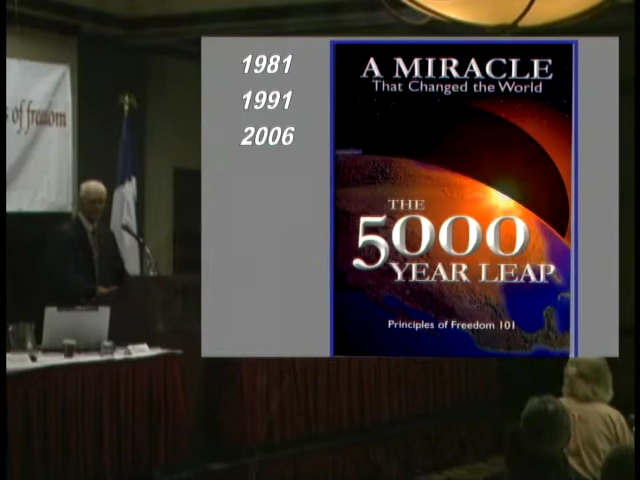 1981
1991
2006
A MIRACLE
That Changed the World
THE
5000
YEAR LEAP
Principles of Freedom 101
of freedom